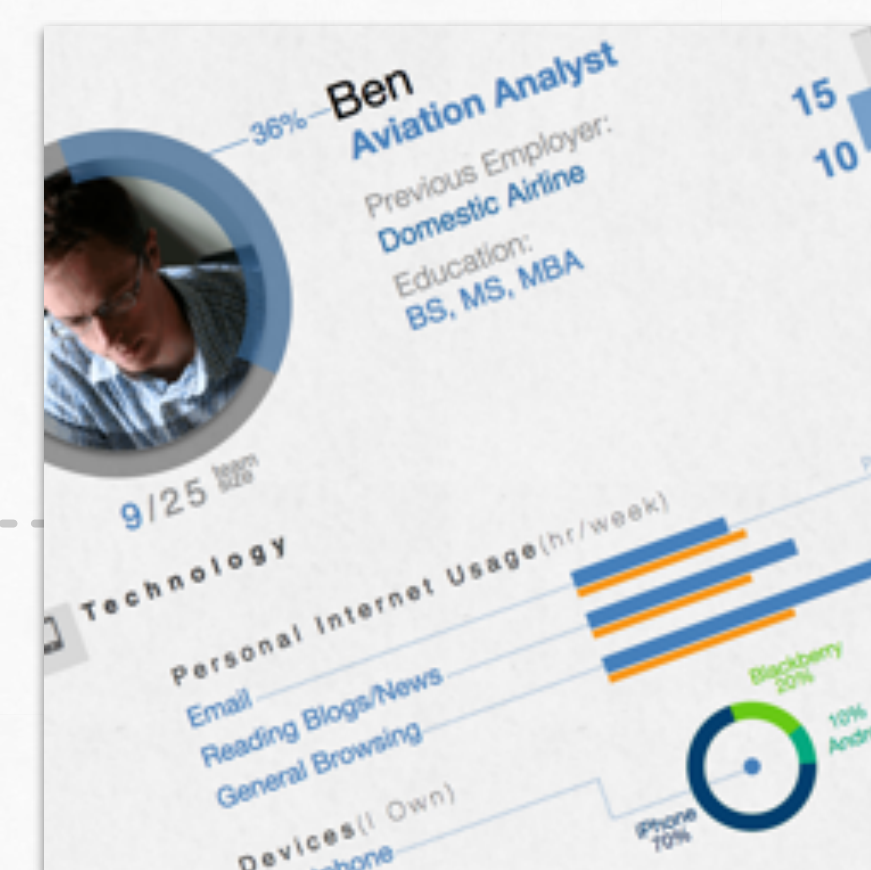 Ben
36%
Aviation Analyst
Previous Employer:
Domestic Airline
Education:
BS, MS, MBA
15
10
9/25 team size
Technology
Personal Internet Usage(hr/week)
Email
Reading Blogs/News
General Browsing
Blackberry
20%
10%
iPhone
70%
Devices(I Own)